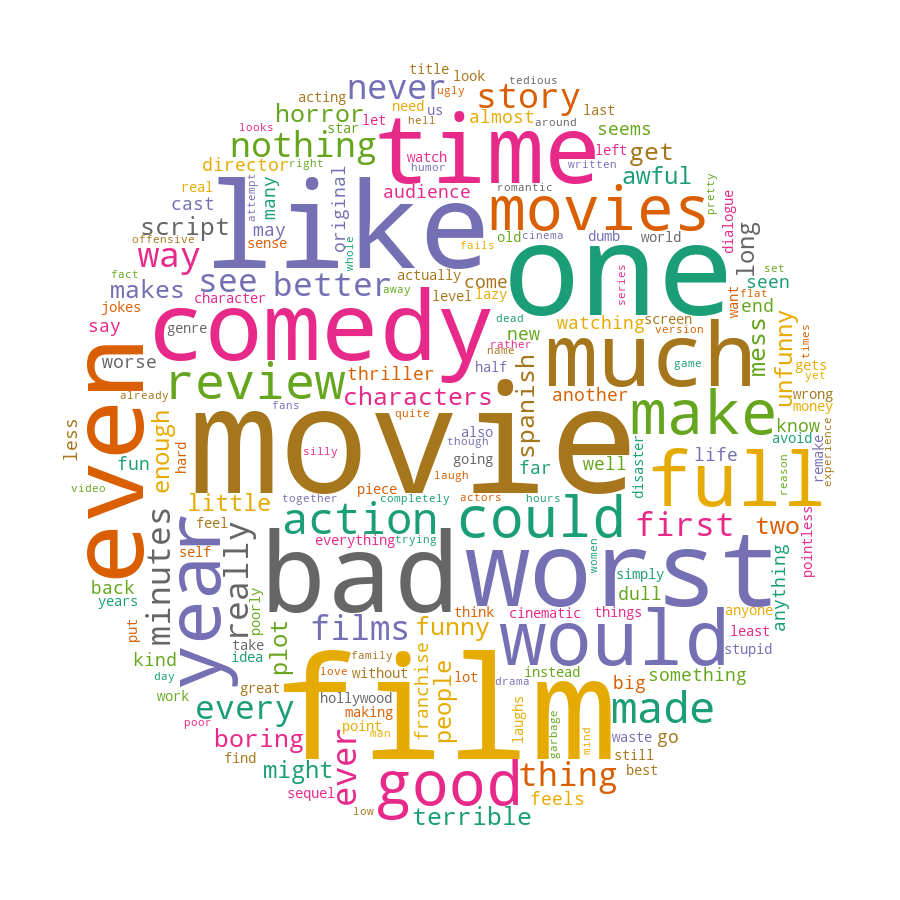 title
look
tedious
never
ugly
story
acting
need
us
last
horror
let
hell
almost
around
looks
star
time
seems
nothing
watch
left
get
director
right
humor
written
awful
real
attempt
many
original
audience
romantic
movies
pretty
cast
like
script
may
old
cinema
dumb
world
dialogue
long
offensive
sense
whole
fails
one
way
fact
see
better
actually
come
series
want
set
seen
makes
character
away
level
lazy
flat
jokes
comedy
dead
new
watching
screen
end
say
genre
rather
version
mess
unfunny
times
worse
name
half
much
game
gets
yet
even
review
thriller
spanish
already
characters
another
make
wrong
money
fans
quite
know
less
enough
hard
movie
also
though
well
avoid
remake
experience
fun
silly
going
far
life
laugh
disaster
full
reason
video
little
together
piece
completely
actors
hours
minutes
year
feel
really
action
could
first
two
pointless
self
everything
trying
women
back
bad
worst
simply
anything
years
poorly
dull
put
plot
films
think
funny
cinematic
things
anyone
take
would
least
kind
idea
family
stupid
day
love
without
franchise
people
lot
instead
something
work
great
film
drama
big
every
hollywood
making
made
poor
point
man
laughs
garbage
mind
boring
ever
waste
go
find
still
might
good
thing
best
sequel
feels
low
terrible